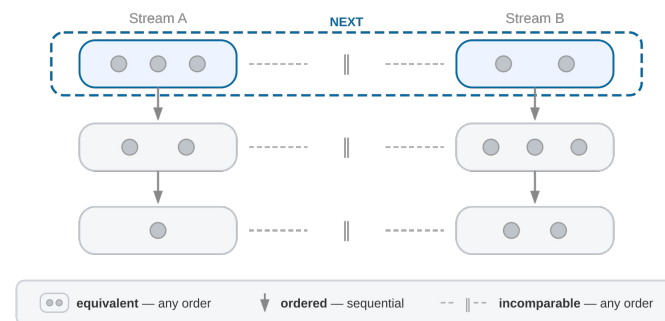 Stream A
NEXT
Stream B
‖
‖
‖
equivalent — any order
ordered — sequential
‖
incomparable — any order